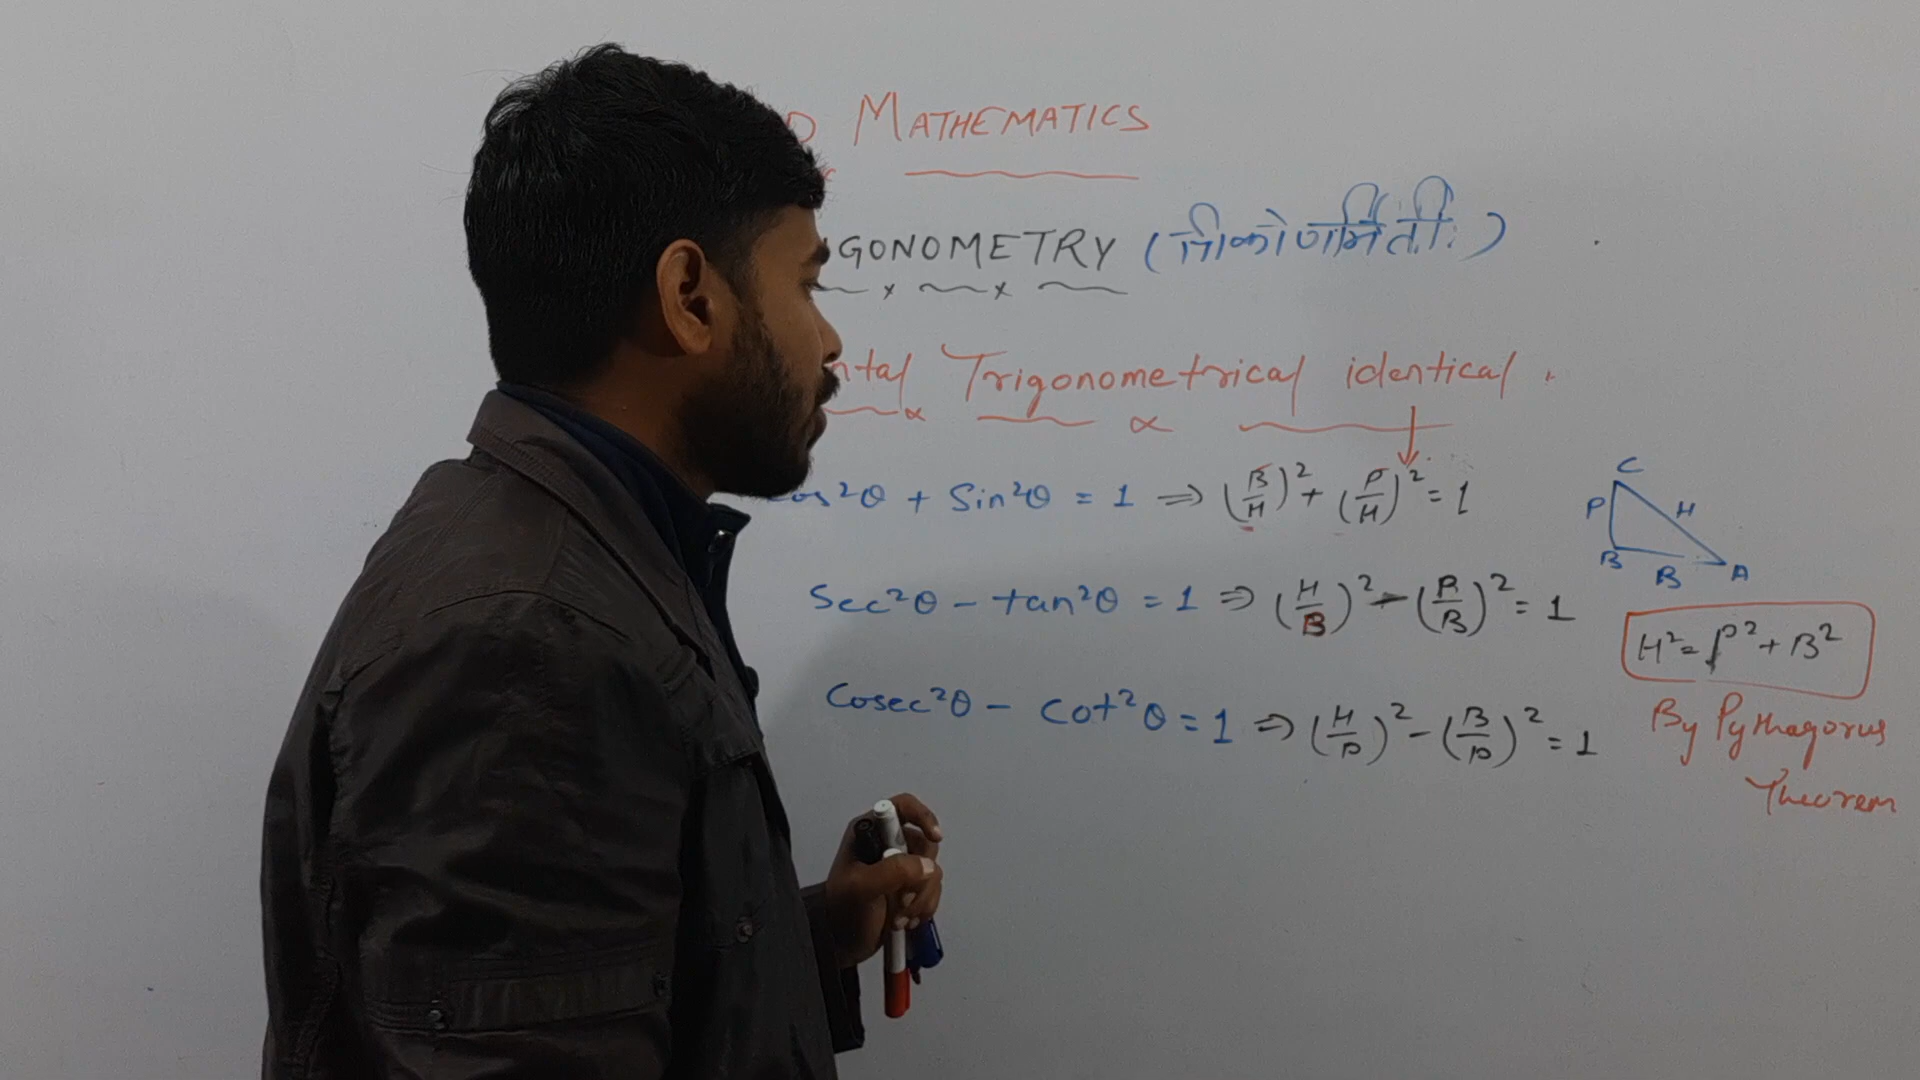 MATHEMATICS
GONOMETRY (त्रिकोणमिती)
ntal Trigonometrical identical.
cos²θ + Sin²θ = 1 ⇒ (B/H)² + (P/H)² = 1
Sec²θ - tan²θ = 1 ⇒ (H/B)² - (P/B)² = 1
Cosec²θ - cot²θ = 1 ⇒ (H/P)² - (B/P)² = 1
C
P H
B B A
H² = P² + B²
By Pythagorus
Theorem